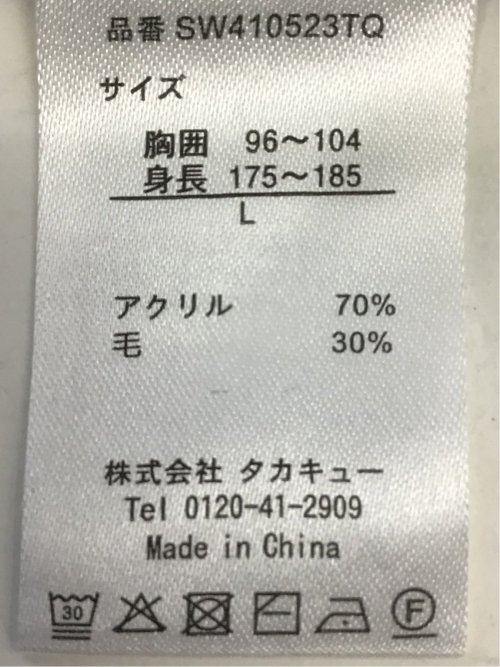 品番 SW410523TQ
サイズ
胸囲 96〜104
身長 175〜185
L
アクリル 70%
毛 30%
株式会社 タカキュー
Tel 0120-41-2909
Made in China
30 F